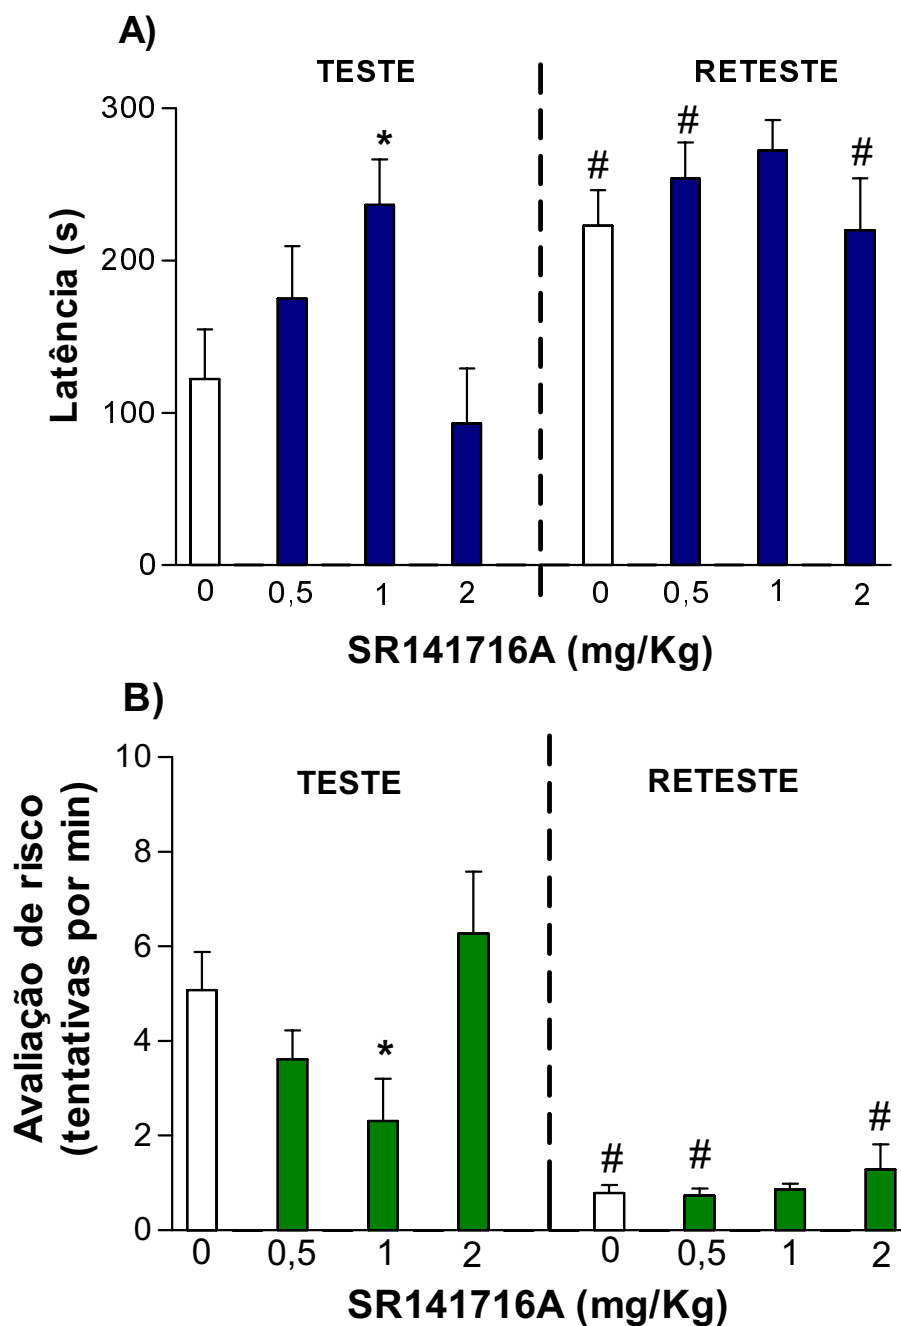 A)
TESTE
RETESTE
300
200
100
0
Latência (s)
*
#
#
#
0 0,5 1 2 0 0,5 1 2
SR141716A (mg/Kg)
B)
TESTE
RETESTE
10
8
6
4
2
0
Avaliação de risco
(tentativas por min)
*
#
#
#
0 0,5 1 2 0 0,5 1 2
SR141716A (mg/Kg)